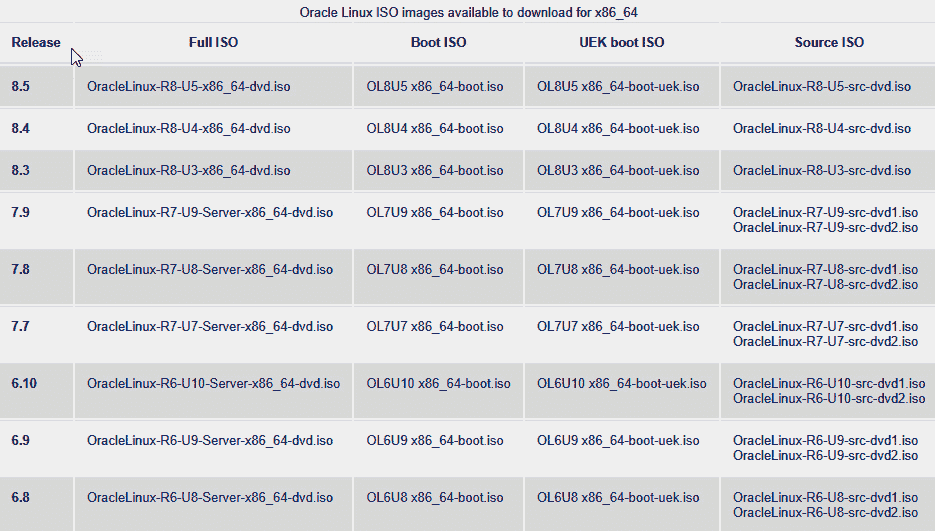 Oracle Linux ISO images available to download for x86_64
Release Full ISO Boot ISO UEK boot ISO Source ISO
8.5 OracleLinux-R8-U5-x86_64-dvd.iso OL8U5 x86_64-boot.iso OL8U5 x86_64-boot-uek.iso OracleLinux-R8-U5-src-dvd.iso
8.4 OracleLinux-R8-U4-x86_64-dvd.iso OL8U4 x86_64-boot.iso OL8U4 x86_64-boot-uek.iso OracleLinux-R8-U4-src-dvd.iso
8.3 OracleLinux-R8-U3-x86_64-dvd.iso OL8U3 x86_64-boot.iso OL8U3 x86_64-boot-uek.iso OracleLinux-R8-U3-src-dvd.iso
7.9 OracleLinux-R7-U9-Server-x86_64-dvd.iso OL7U9 x86_64-boot.iso OL7U9 x86_64-boot-uek.iso OracleLinux-R7-U9-src-dvd1.iso
OracleLinux-R7-U9-src-dvd2.iso
7.8 OracleLinux-R7-U8-Server-x86_64-dvd.iso OL7U8 x86_64-boot.iso OL7U8 x86_64-boot-uek.iso OracleLinux-R7-U8-src-dvd1.iso
OracleLinux-R7-U8-src-dvd2.iso
7.7 OracleLinux-R7-U7-Server-x86_64-dvd.iso OL7U7 x86_64-boot.iso OL7U7 x86_64-boot-uek.iso OracleLinux-R7-U7-src-dvd1.iso
OracleLinux-R7-U7-src-dvd2.iso
6.10 OracleLinux-R6-U10-Server-x86_64-dvd.iso OL6U10 x86_64-boot.iso OL6U10 x86_64-boot-uek.iso OracleLinux-R6-U10-src-dvd1.iso
OracleLinux-R6-U10-src-dvd2.iso
6.9 OracleLinux-R6-U9-Server-x86_64-dvd.iso OL6U9 x86_64-boot.iso OL6U9 x86_64-boot-uek.iso OracleLinux-R6-U9-src-dvd1.iso
OracleLinux-R6-U9-src-dvd2.iso
6.8 OracleLinux-R6-U8-Server-x86_64-dvd.iso OL6U8 x86_64-boot.iso OL6U8 x86_64-boot-uek.iso OracleLinux-R6-U8-src-dvd1.iso
OracleLinux-R6-U8-src-dvd2.iso